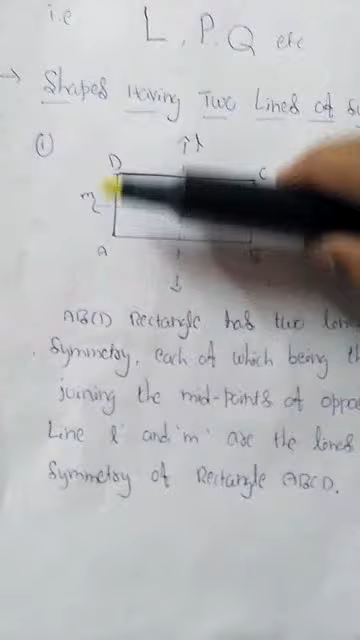 i.e L, P, Q etc
→ Shapes Having Two Lines of
① D C
m
A
ABCD Rectangle has two
Symmetry, each of which being
joining the mid-points of
Line l and 'm' are the lines
Symmetry of Rectangle ABCD.